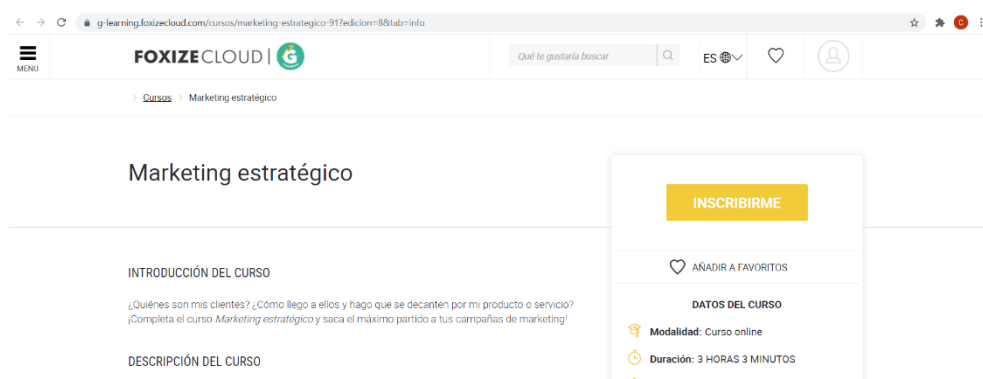 g-learning.foxizecloud.com/cursos/marketing-estrategico-91?edicion=8&tab=info
C
MENU
FOXIZECLOUD | G
Qué te gustaría buscar
ES
> Cursos > Marketing estratégico
Marketing estratégico
INSCRIBIRME
AÑADIR A FAVORITOS
INTRODUCCIÓN DEL CURSO
¿Quiénes son mis clientes? ¿Cómo llego a ellos y hago que se decanten por mi producto o servicio?
¡Completa el curso Marketing estratégico y saca el máximo partido a tus campañas de marketing!
DESCRIPCIÓN DEL CURSO
DATOS DEL CURSO
Modalidad: Curso online
Duración: 3 HORAS 3 MINUTOS